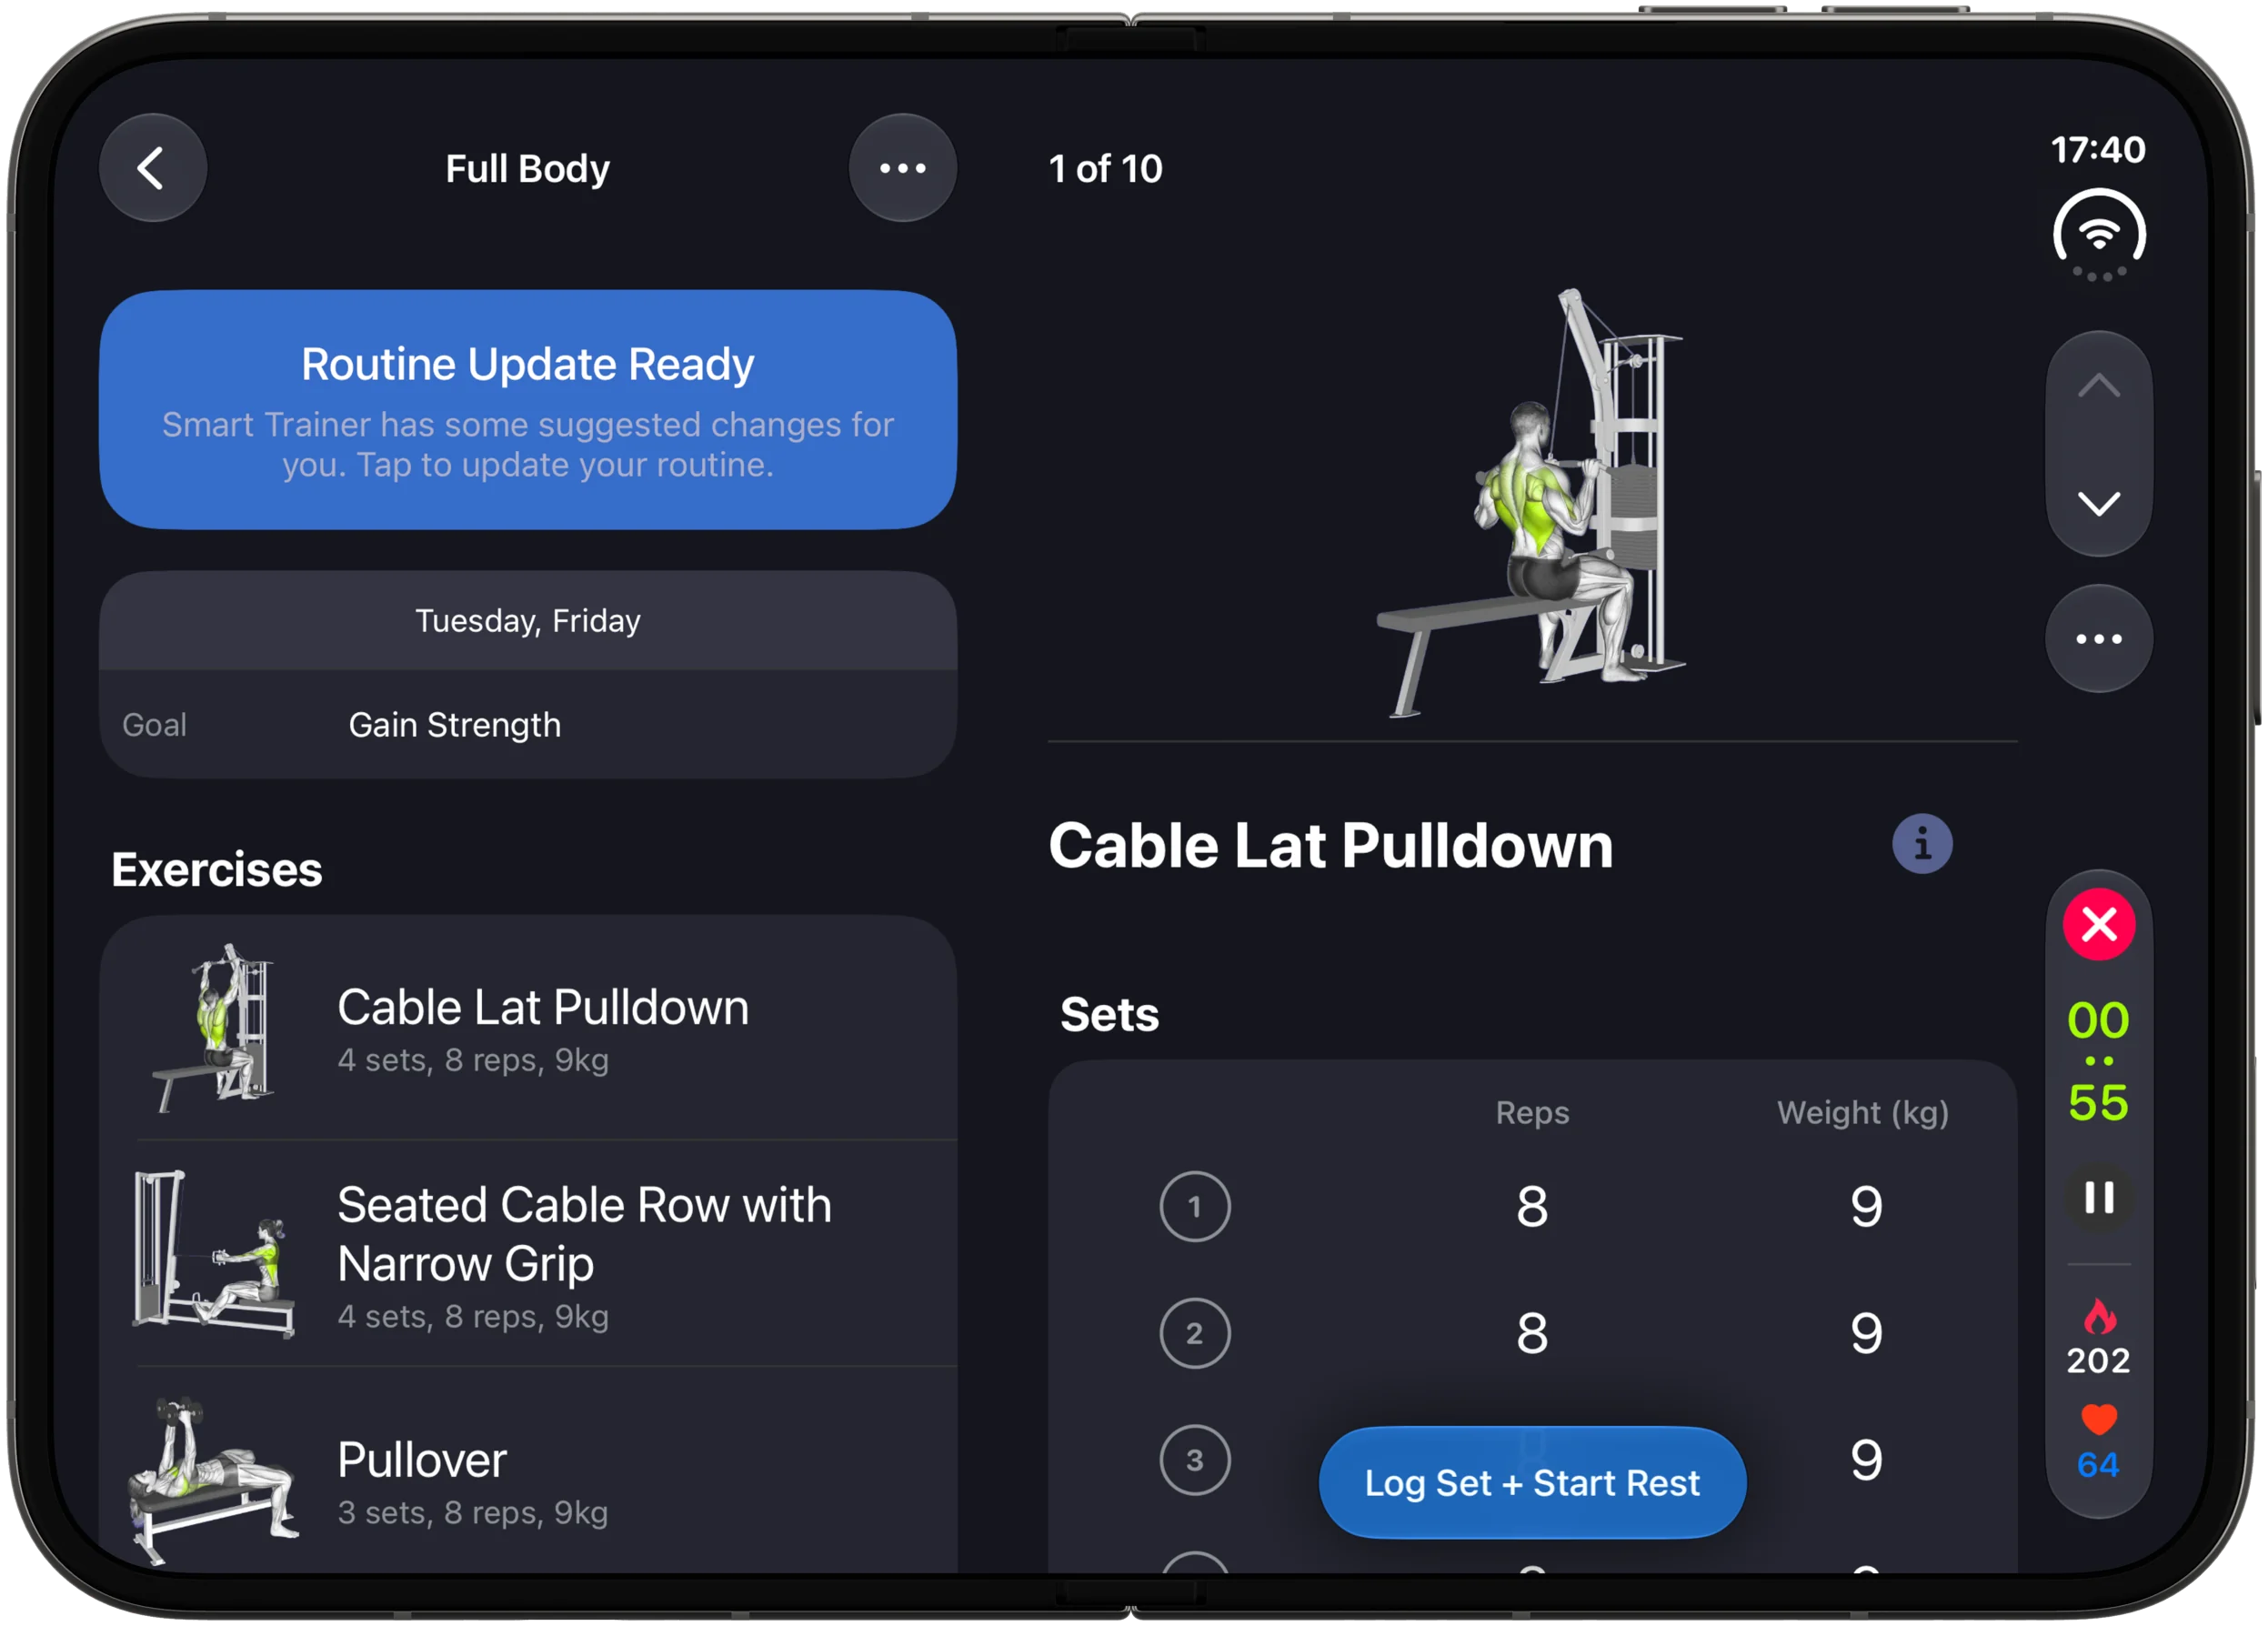 Full Body
Routine Update Ready
Smart Trainer has some suggested changes for
you. Tap to update your routine.
Tuesday, Friday
Goal
Gain Strength
Exercises
Cable Lat Pulldown
4 sets, 8 reps, 9kg
Seated Cable Row with
Narrow Grip
4 sets, 8 reps, 9kg
Pullover
3 sets, 8 reps, 9kg
1 of 10
Cable Lat Pulldown
Sets
Reps Weight (kg)
1 8 9
2 8 9
3 9
Log Set + Start Rest
17:40
00
55
202
64